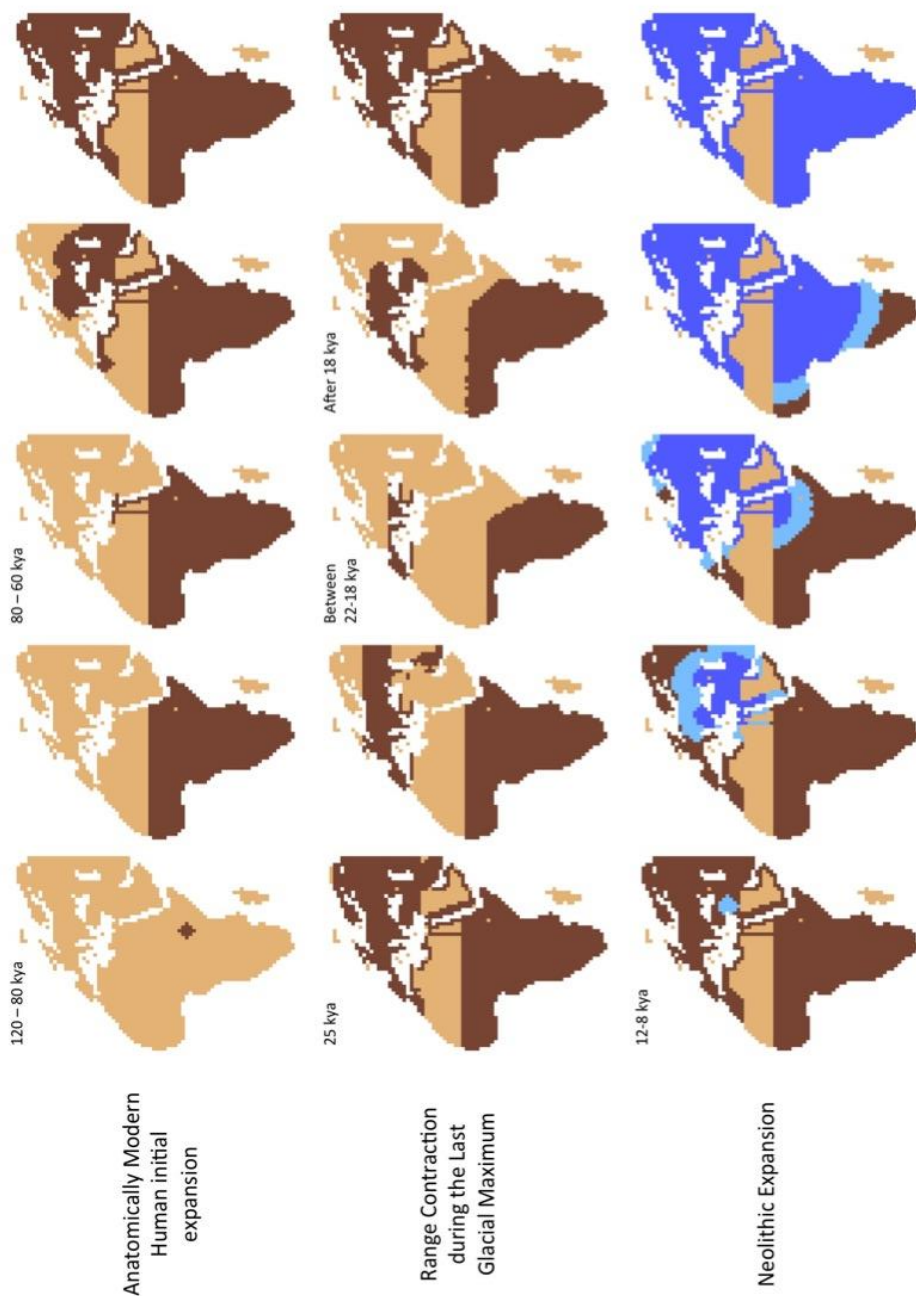 Anatomically Modern
Human initial
expansion
120 – 80 kya
80 – 60 kya
Range Contraction
during the Last
Glacial Maximum
25 kya
Between
22-18 kya
After 18 kya
Neolithic Expansion
12-8 kya